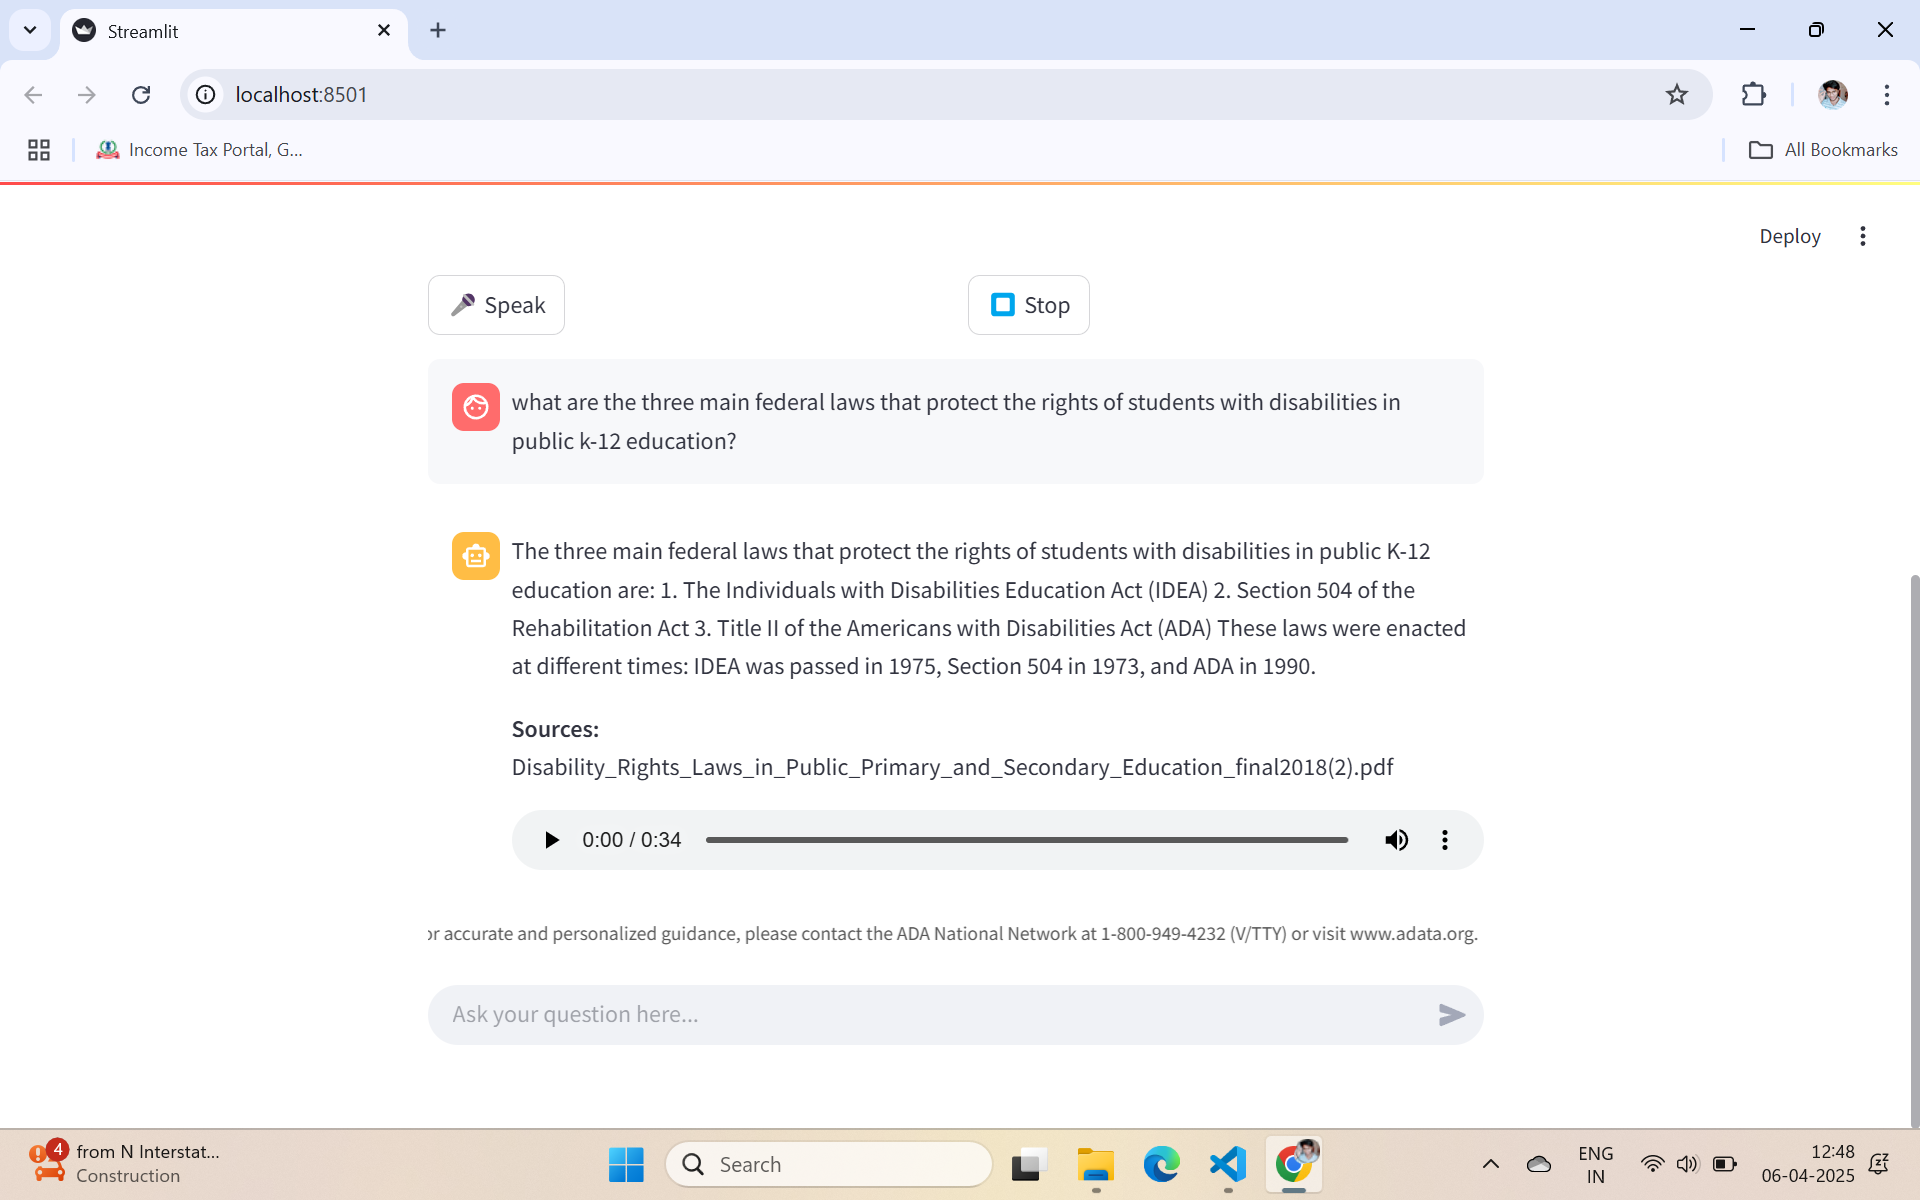 Streamlit
localhost:8501
Income Tax Portal, G...
All Bookmarks
Deploy
Speak
Stop
what are the three main federal laws that protect the rights of students with disabilities in
public k-12 education?
The three main federal laws that protect the rights of students with disabilities in public K-12
education are: 1. The Individuals with Disabilities Education Act (IDEA) 2. Section 504 of the
Rehabilitation Act 3. Title II of the Americans with Disabilities Act (ADA) These laws were enacted
at different times: IDEA was passed in 1975, Section 504 in 1973, and ADA in 1990.
Sources:
Disability_Rights_Laws_in_Public_Primary_and_Secondary_Education_final2018(2).pdf
0:00 / 0:34
or accurate and personalized guidance, please contact the ADA National Network at 1-800-949-4232 (V/TTY) or visit www.adata.org.
Ask your question here...
4
from N Interstat...
Construction
Search
ENG
IN
12:48
06-04-2025